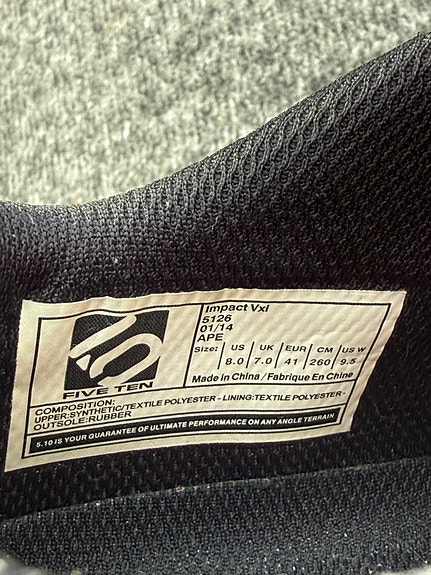 Impact Vxi
5126
01/14
APE
Size: US UK EUR CM US W
8.0 7.0 41 260 9.5
Made in China / Fabrique En Chine
FIVE TEN
COMPOSITION:
UPPER:SYNTHETIC/TEXTILE POLYESTER - LINING:TEXTILE POLYESTER -
OUTSOLE:RUBBER
5.10 IS YOUR GUARANTEE OF ULTIMATE PERFORMANCE ON ANY ANGLE TERRAIN